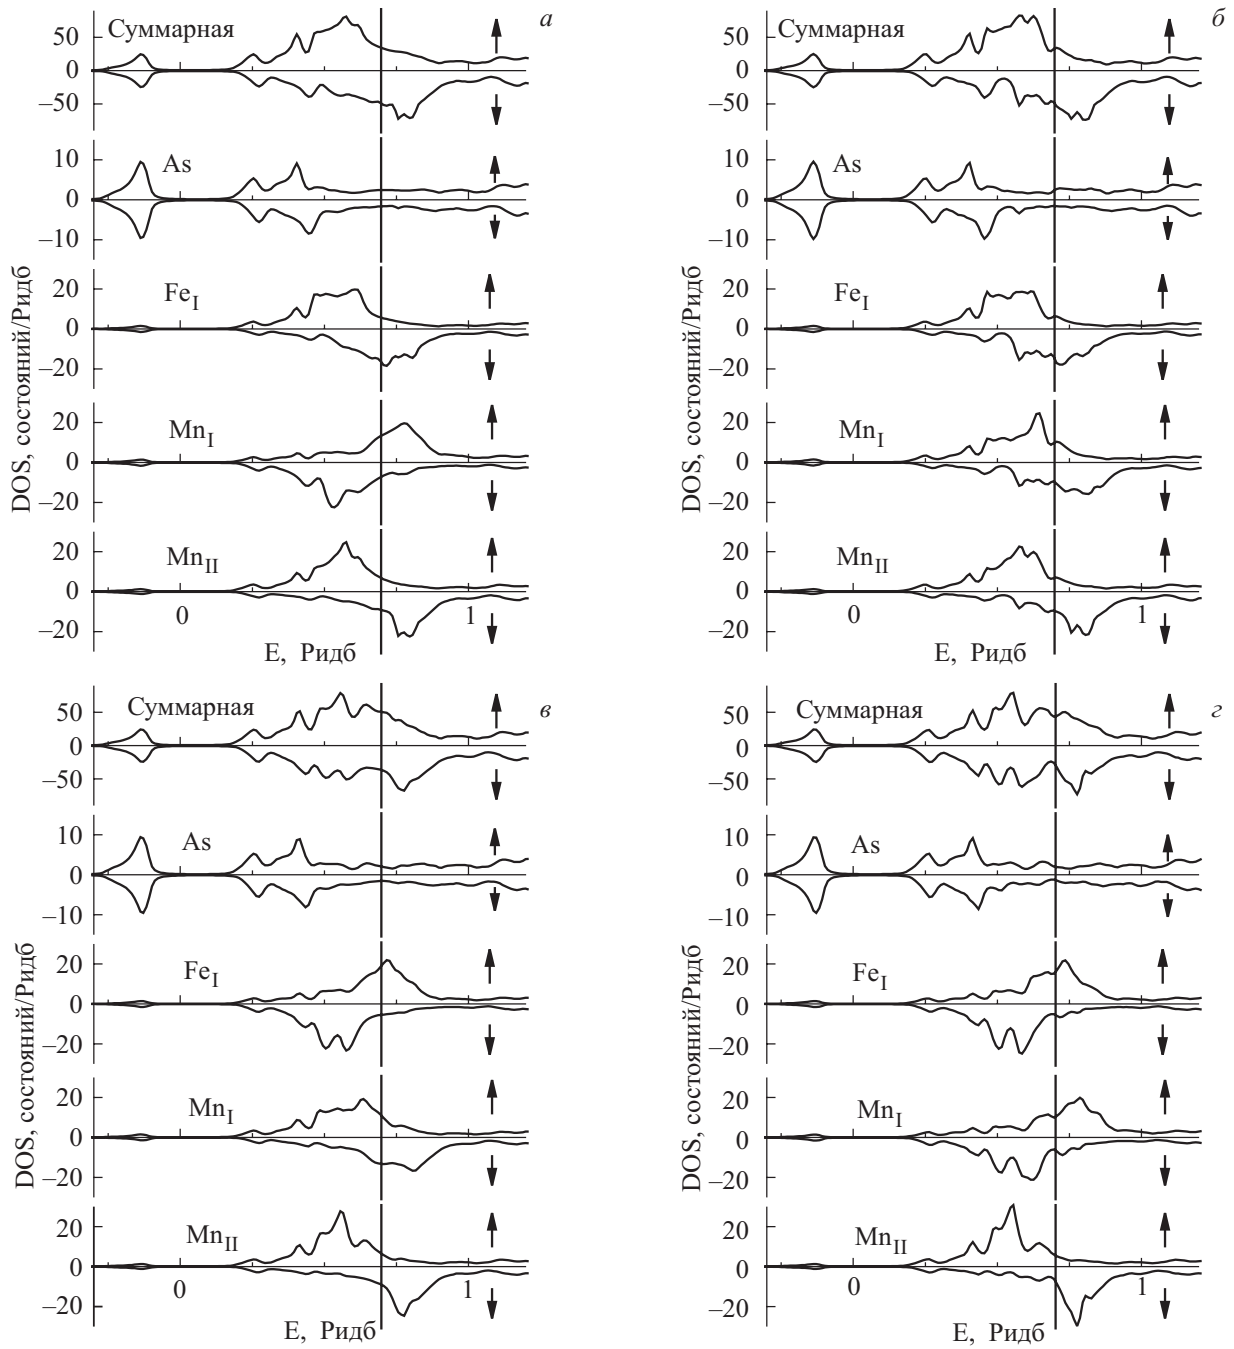 а
Суммарная
50
0
–50
As
10
0
–10
Fe_I
20
0
–20
Mn_I
20
0
–20
Mn_II
20
0
–20
0
1
E, Ридб
DOS, состояний/Ридб
б
Суммарная
50
0
–50
As
10
0
–10
Fe_I
20
0
–20
Mn_I
20
0
–20
Mn_II
20
0
–20
0
1
E, Ридб
DOS, состояний/Ридб
в
Суммарная
50
0
–50
As
10
0
–10
Fe_I
20
0
–20
Mn_I
20
0
–20
Mn_II
20
0
–20
0
1
E, Ридб
DOS, состояний/Ридб
г
Суммарная
50
0
–50
As
10
0
–10
Fe_I
20
0
–20
Mn_I
20
0
–20
Mn_II
20
0
–20
0
1
E, Ридб
DOS, состояний/Ридб